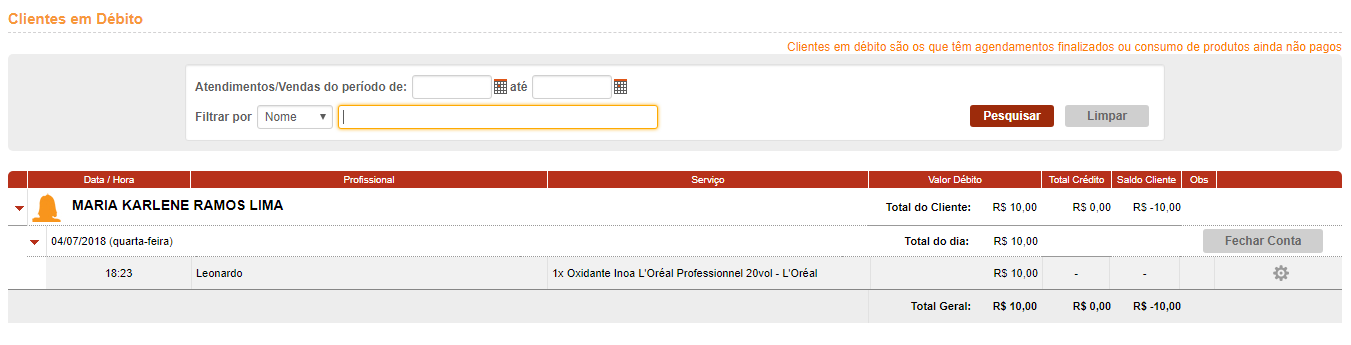 Clientes em Débito
Clientes em débito são os que têm agendamentos finalizados ou consumo de produtos ainda não pagos
Atendimentos/Vendas do período de: até
Filtrar por Nome Pesquisar Limpar
Data / Hora Profissional Serviço Valor Débito Total Crédito Saldo Cliente Obs
MARIA KARLENE RAMOS LIMA Total do Cliente: R$ 10,00 R$ 0,00 R$ -10,00
04/07/2018 (quarta-feira) Total do dia: R$ 10,00 Fechar Conta
18:23 Leonardo 1x Oxidante Inoa L'Oréal Professionnel 20vol - L'Oréal R$ 10,00 - -
Total Geral: R$ 10,00 R$ 0,00 R$ -10,00